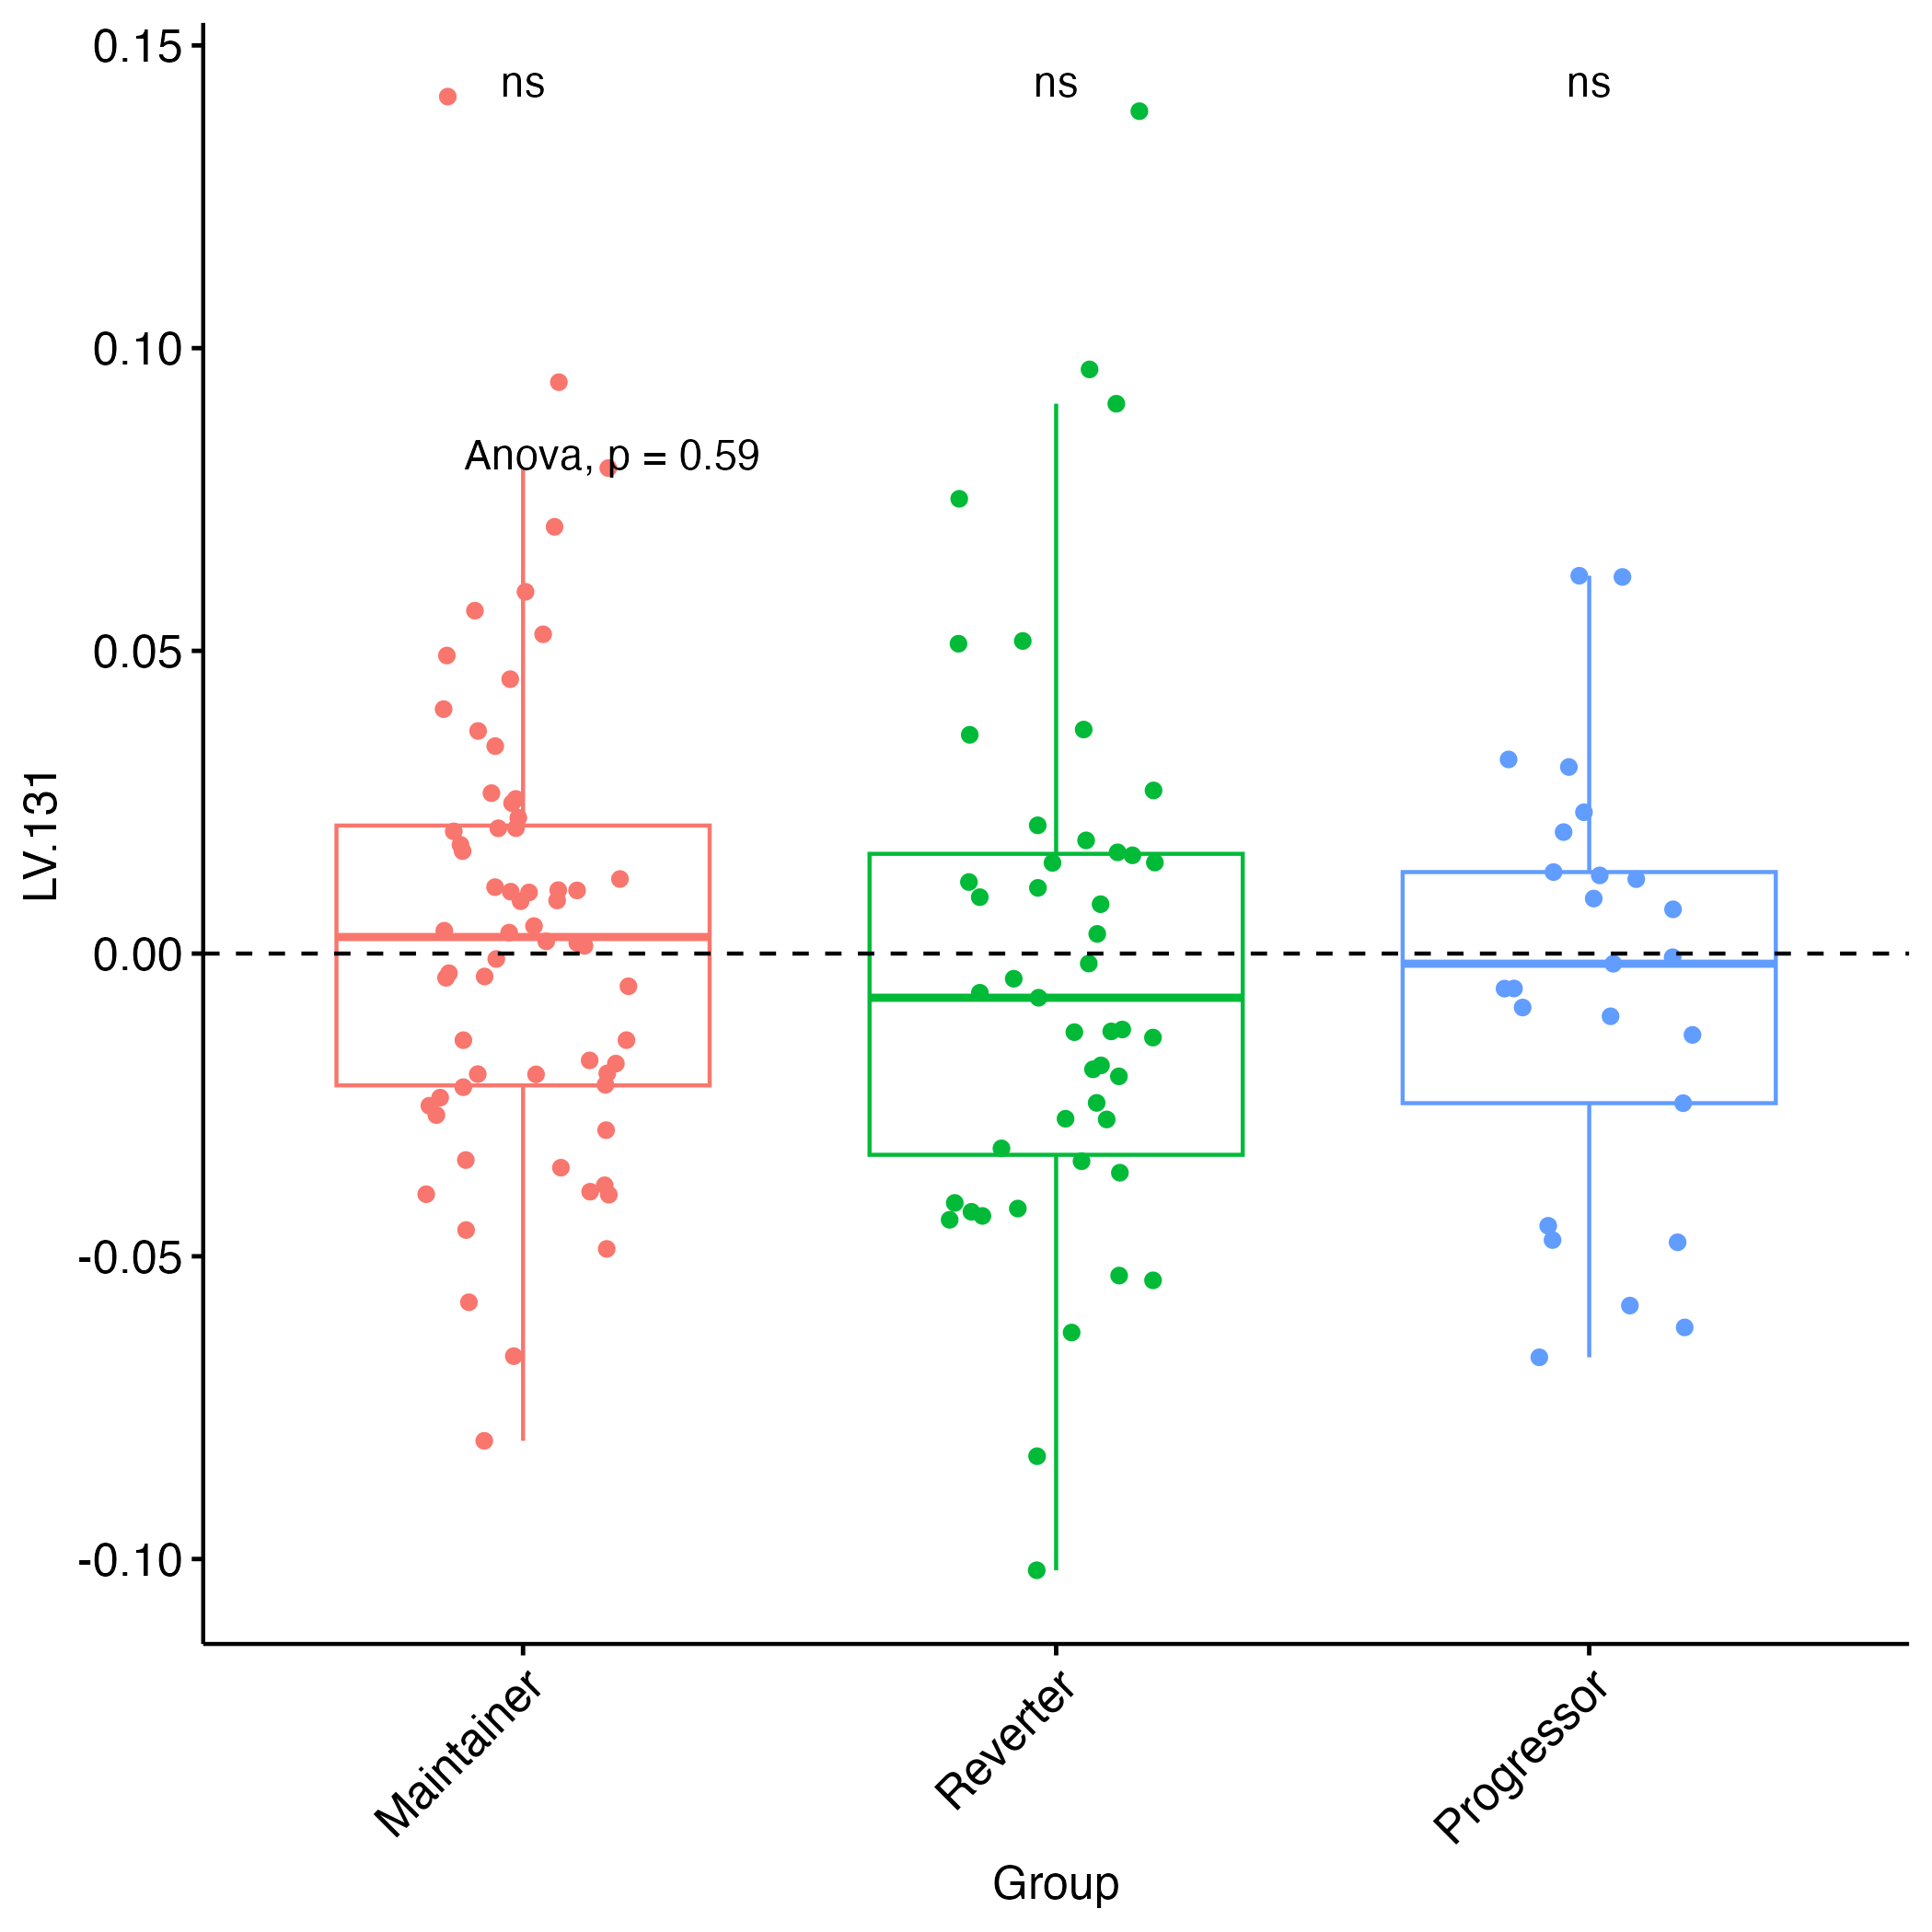 0.15
0.10
0.05
0.00
-0.05
-0.10
LV.131
ns
ns
ns
Anova, p = 0.59
Maintainer
Reverter
Progressor
Group